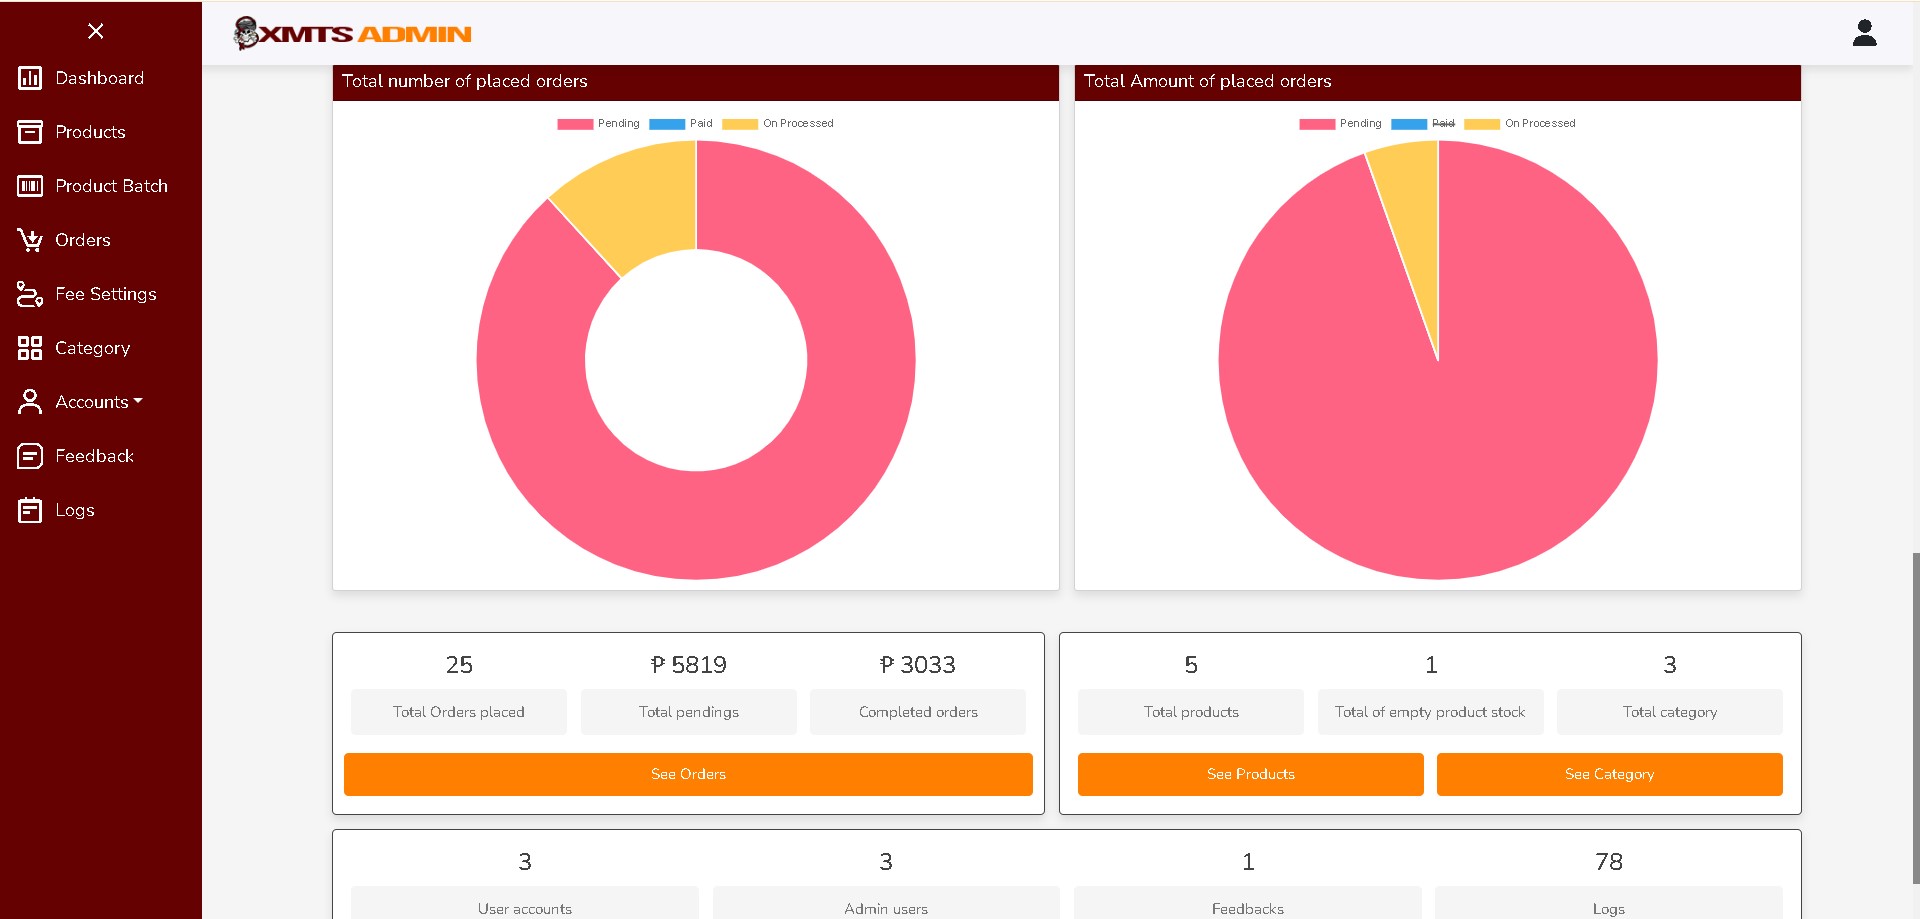 XMTS ADMIN
Dashboard
Products
Product Batch
Orders
Fee Settings
Category
Accounts
Feedback
Logs
Total number of placed orders
Pending Paid On Processed
Total Amount of placed orders
Pending Paid On Processed
25 ₱ 5819 ₱ 3033
Total Orders placed Total pendings Completed orders
See Orders
5 1 3
Total products Total of empty product stock Total category
See Products See Category
3 3 1 78
User accounts Admin users Feedbacks Logs